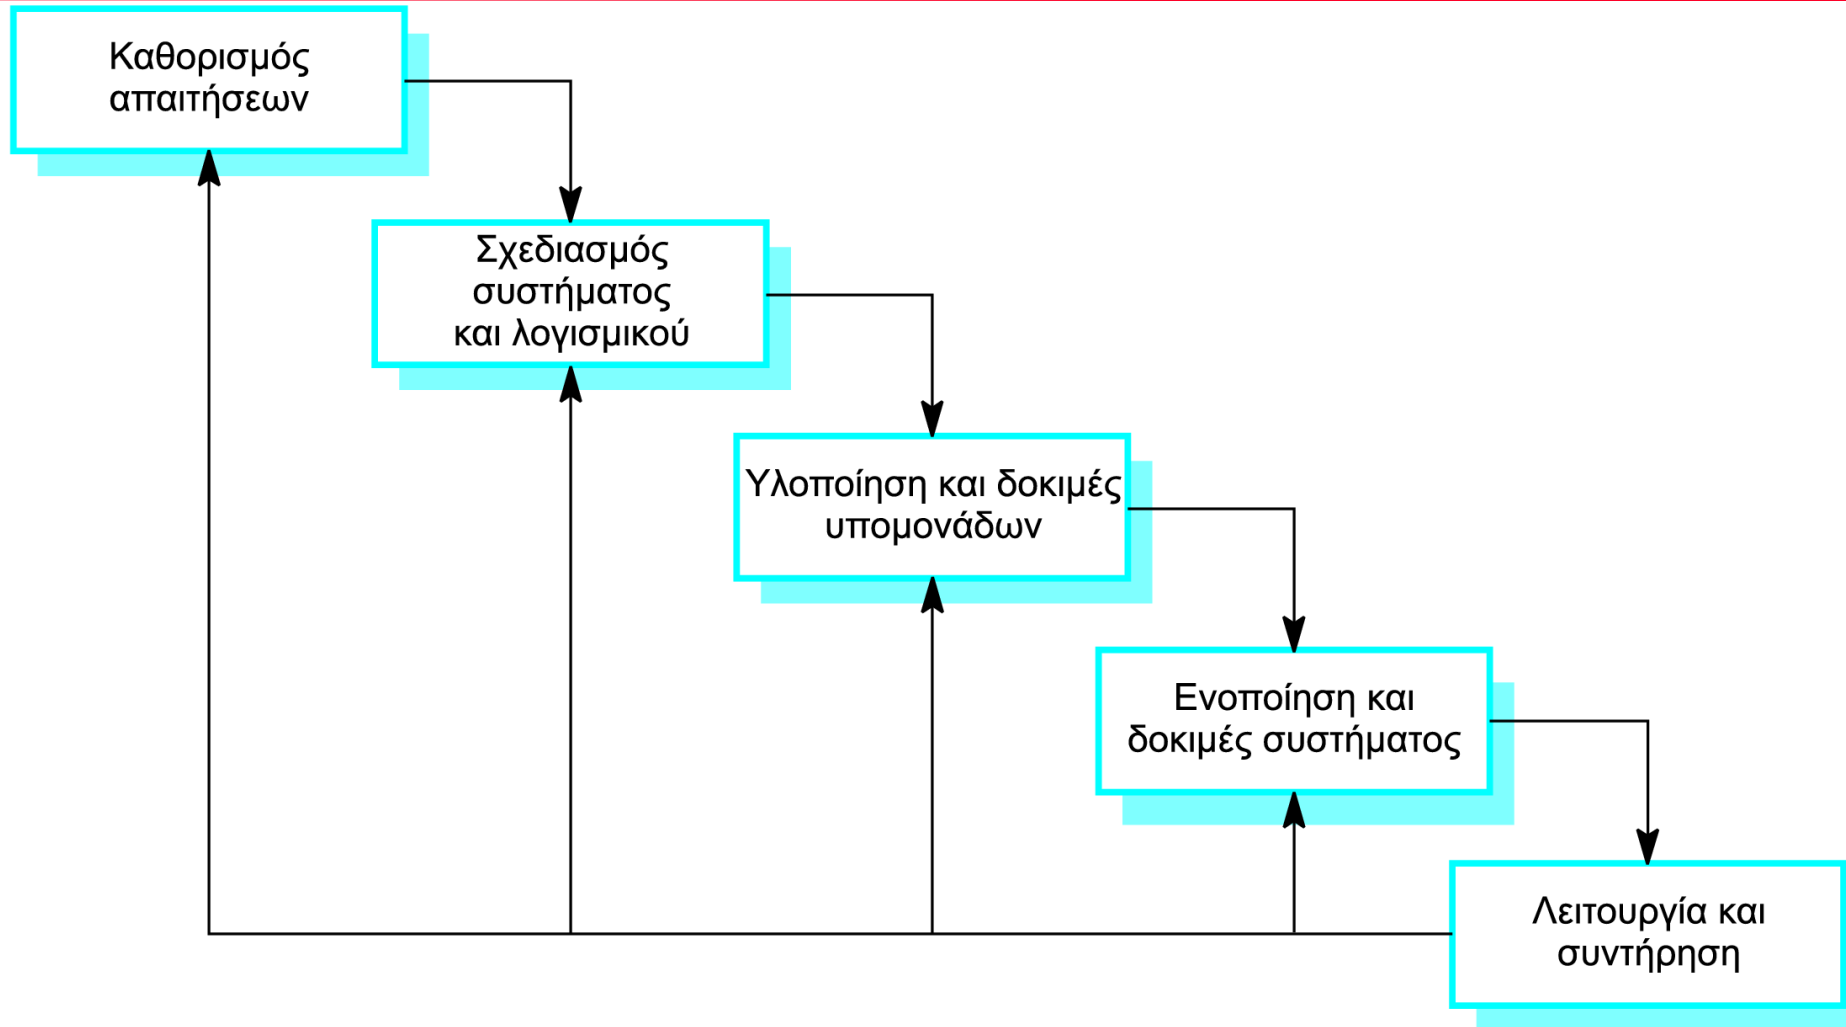 Καθορισμός
απαιτήσεων
Σχεδιασμός
συστήματος
και λογισμικού
Υλοποίηση και δοκιμές
υπομονάδων
Ενοποίηση και
δοκιμές συστήματος
Λειτουργία και
συντήρηση